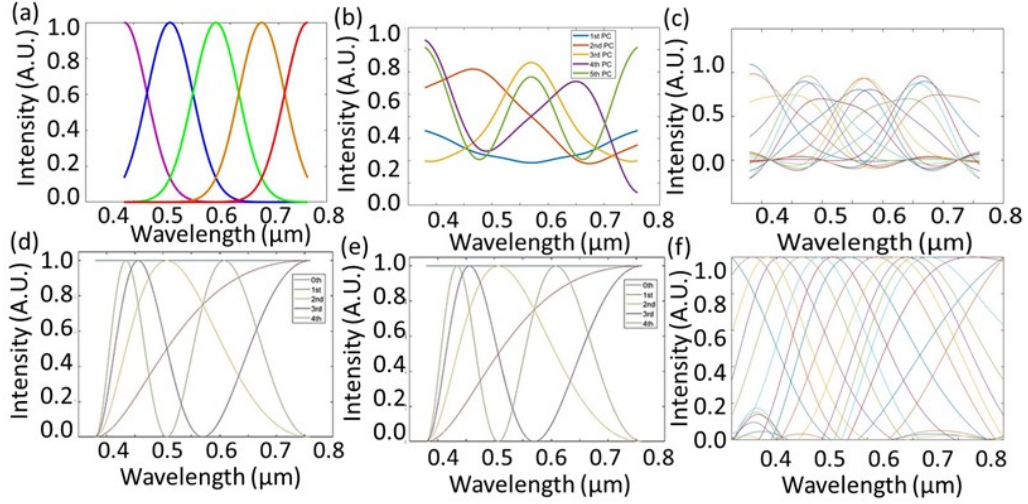 (a)
Intensity (A.U.)
1.0
0.8
0.6
0.4
0.2
0.0
0.4 0.5 0.6 0.7 0.8
Wavelength (μm)
(b)
Intensity (A.U.)
1.0
0.8
0.6
0.4
0.2
0.0
1st PC
2nd PC
3rd PC
4th PC
5th PC
0.4 0.5 0.6 0.7 0.8
Wavelength (μm)
(c)
Intensity (A.U.)
1.0
0.5
0.0
0.4 0.5 0.6 0.7 0.8
Wavelength (μm)
(d)
Intensity (A.U.)
1.0
0.8
0.6
0.4
0.2
0.0
0th
1st
2nd
3rd
4th
0.4 0.5 0.6 0.7 0.8
Wavelength (μm)
(e)
Intensity (A.U.)
1.0
0.8
0.6
0.4
0.2
0.0
0th
1st
2nd
3rd
4th
0.4 0.5 0.6 0.7 0.8
Wavelength (μm)
(f)
Intensity (A.U.)
1.0
0.8
0.6
0.4
0.2
0.0
0.4 0.5 0.6 0.7 0.8
Wavelength (μm)